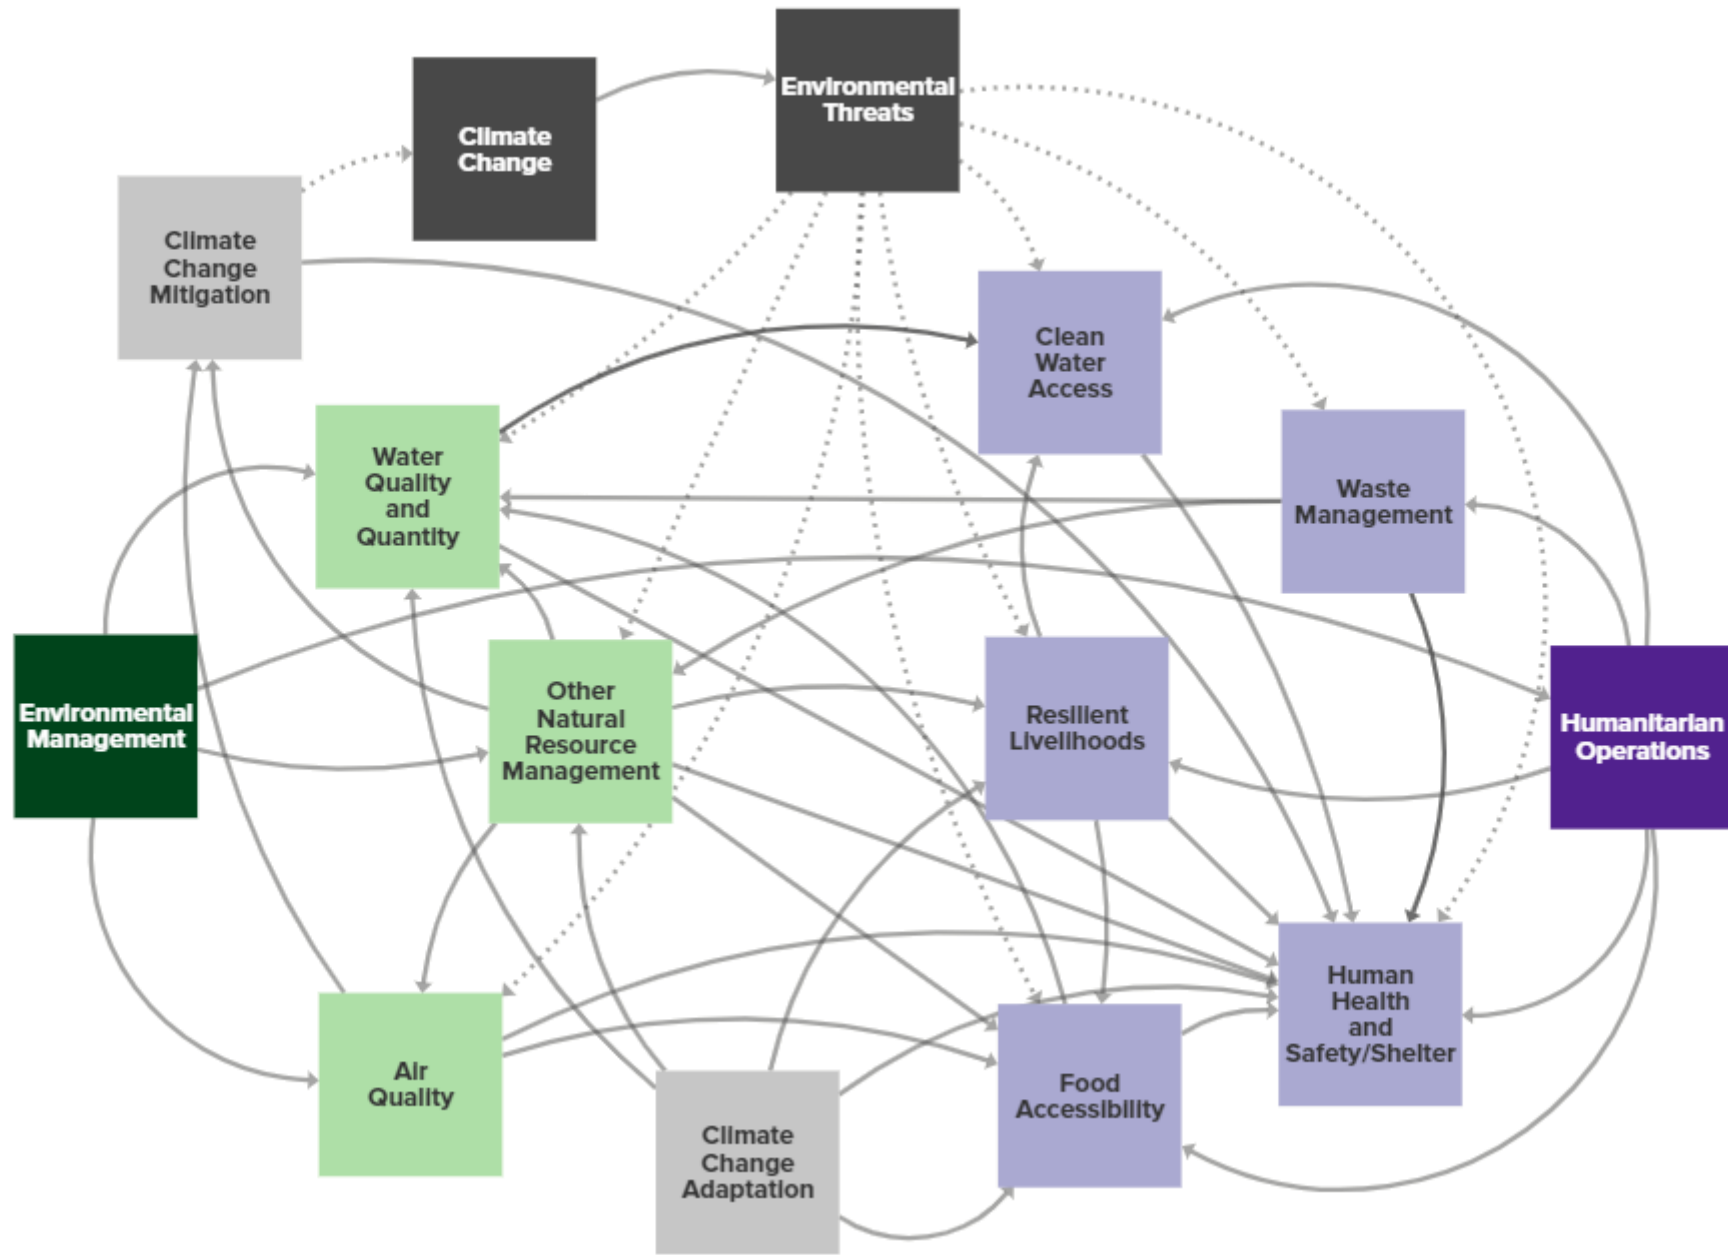 Environmental
Threats
Climate
Change
Climate
Change
Mitigation
Clean
Water
Access
Water
Quality
and
Quantity
Waste
Management
Environmental
Management
Other
Natural
Resource
Management
Resilient
Livelihoods
Humanitarian
Operations
Air
Quality
Human
Health
and
Safety/Shelter
Food
Accessibility
Climate
Change
Adaptation